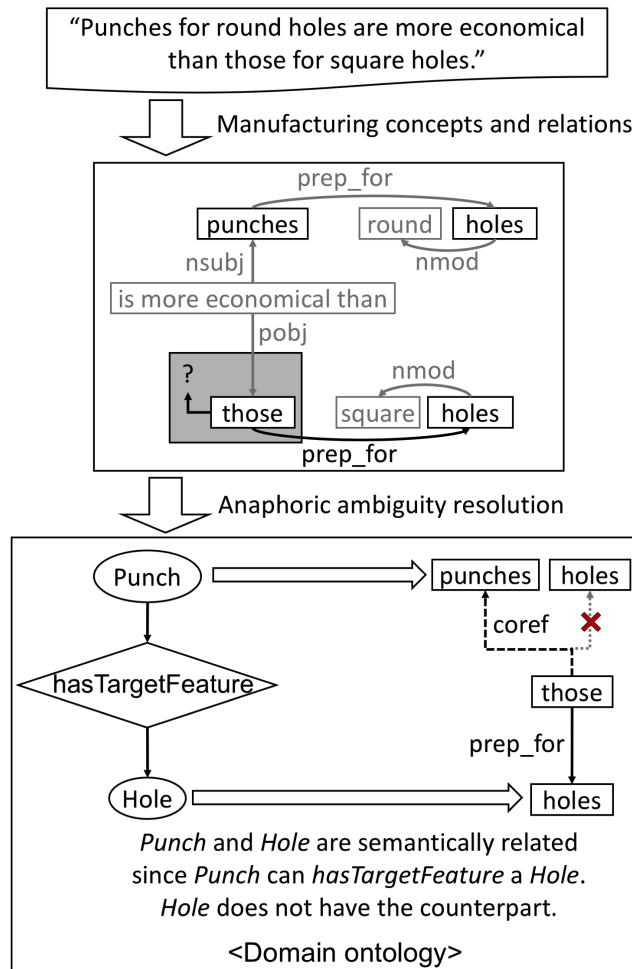 “Punches for round holes are more economical
than those for square holes.”
Manufacturing concepts and relations
prep_for
punches
round
holes
nsubj
nmod
is more economical than
pobj
?
nmod
those
square
holes
prep_for
Anaphoric ambiguity resolution
Punch
punches
holes
coref
hasTargetFeature
those
prep_for
Hole
holes
Punch and Hole are semantically related
since Punch can hasTargetFeature a Hole.
Hole does not have the counterpart.
<Domain ontology>